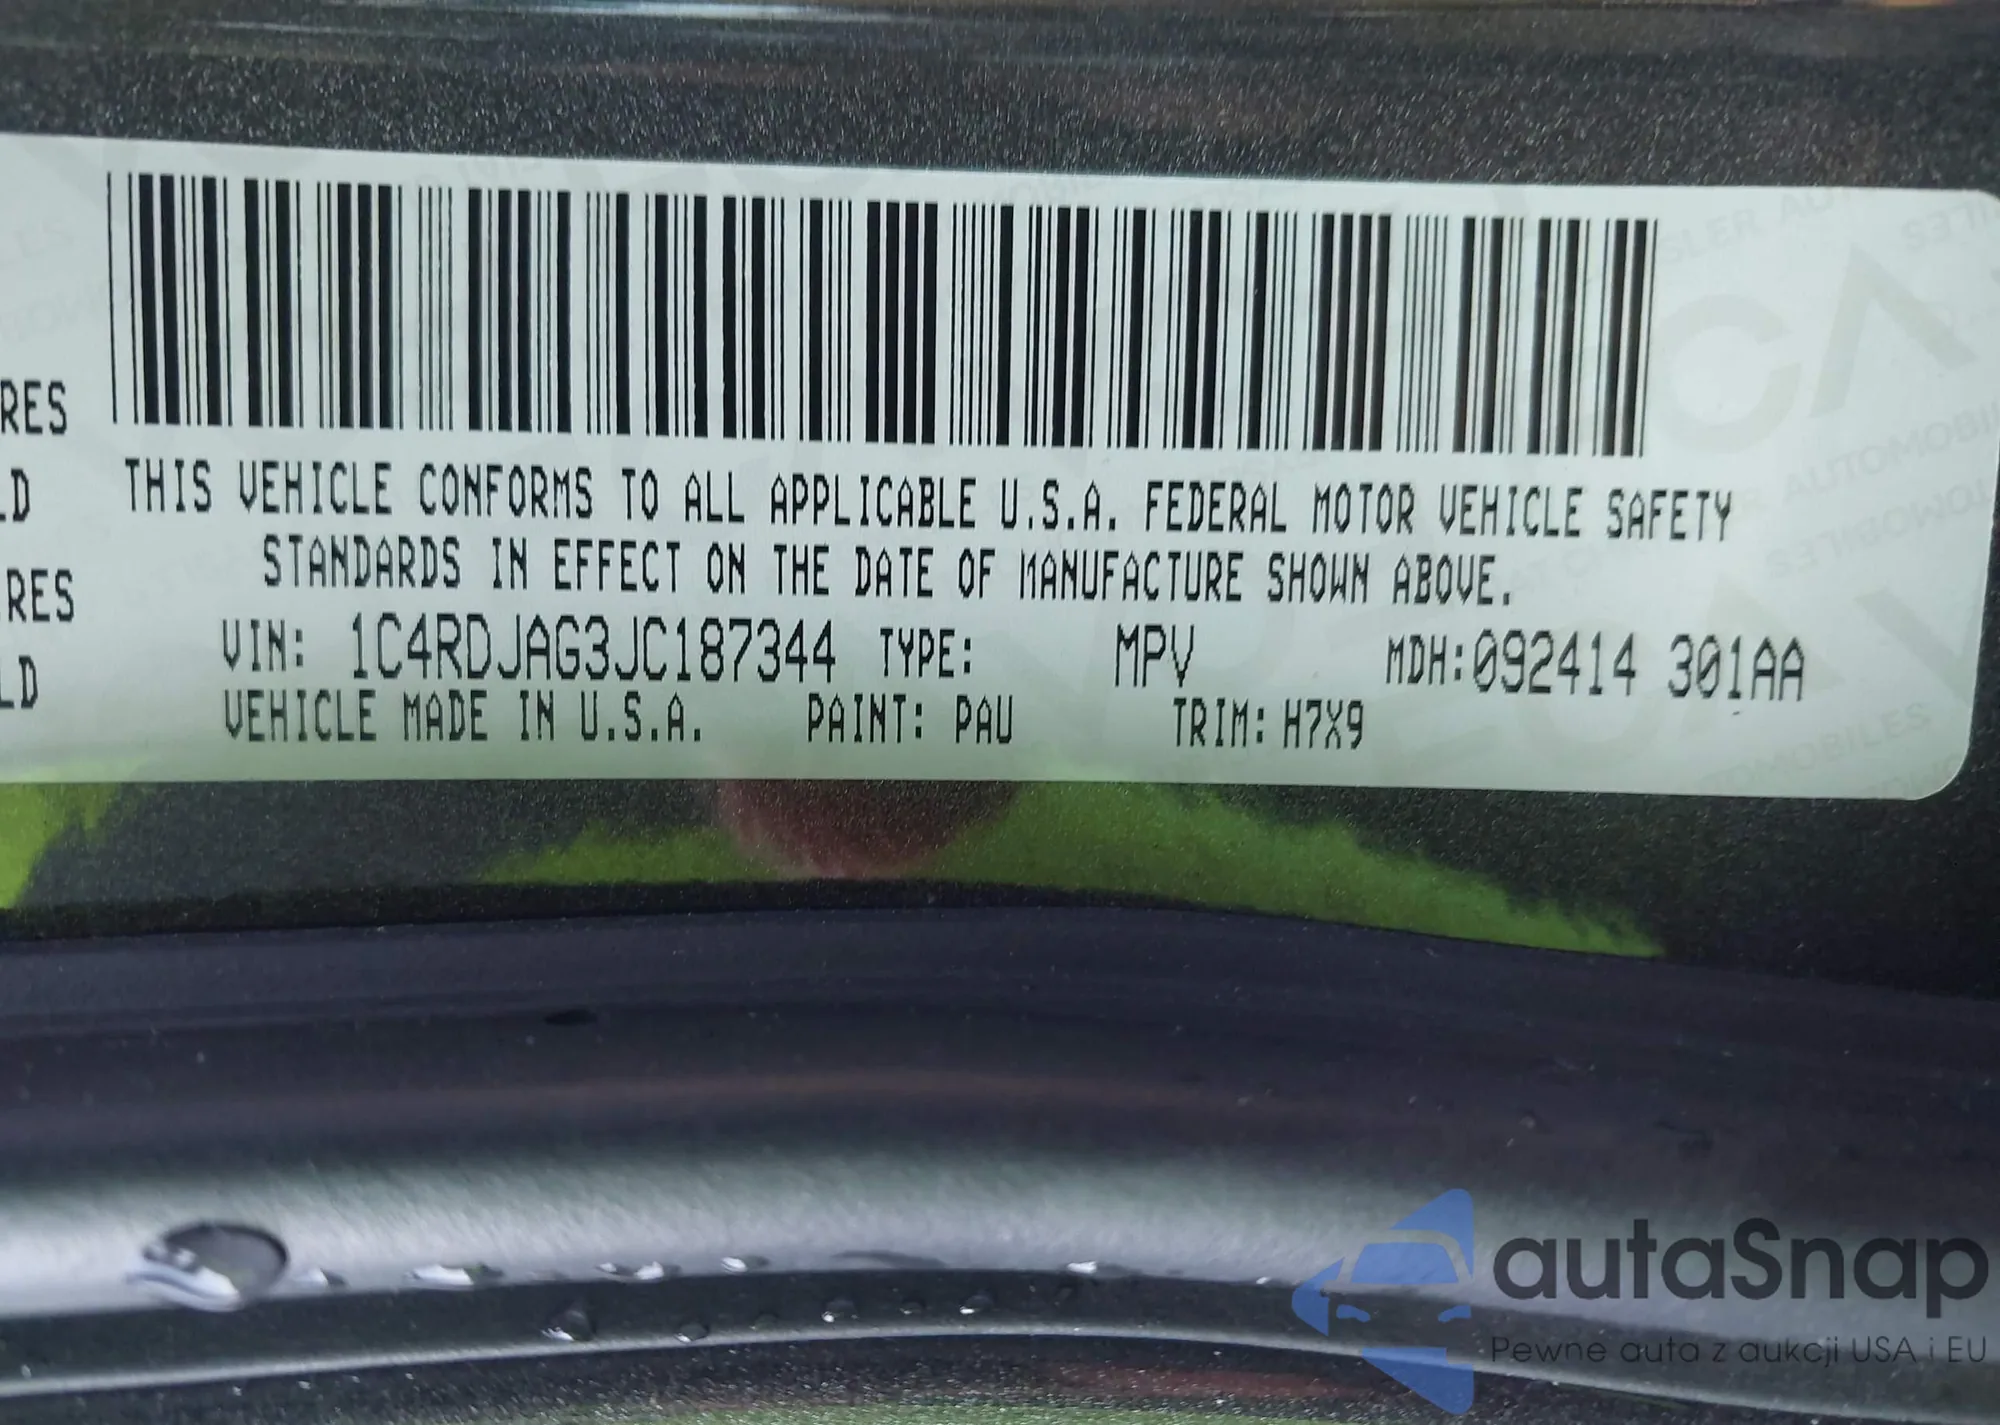 RES
LD
THIS VEHICLE CONFORMS TO ALL APPLICABLE U.S.A. FEDERAL MOTOR VEHICLE SAFETY
STANDARDS IN EFFECT ON THE DATE OF MANUFACTURE SHOWN ABOVE.
RES
VIN: 1C4RDJAG3JC187344 TYPE: MPV MDH:092414 301AA
LD
VEHICLE MADE IN U.S.A. PAINT: PAU TRIM: H7X9
autaSnap
Pewne auta z aukcji USA i EU